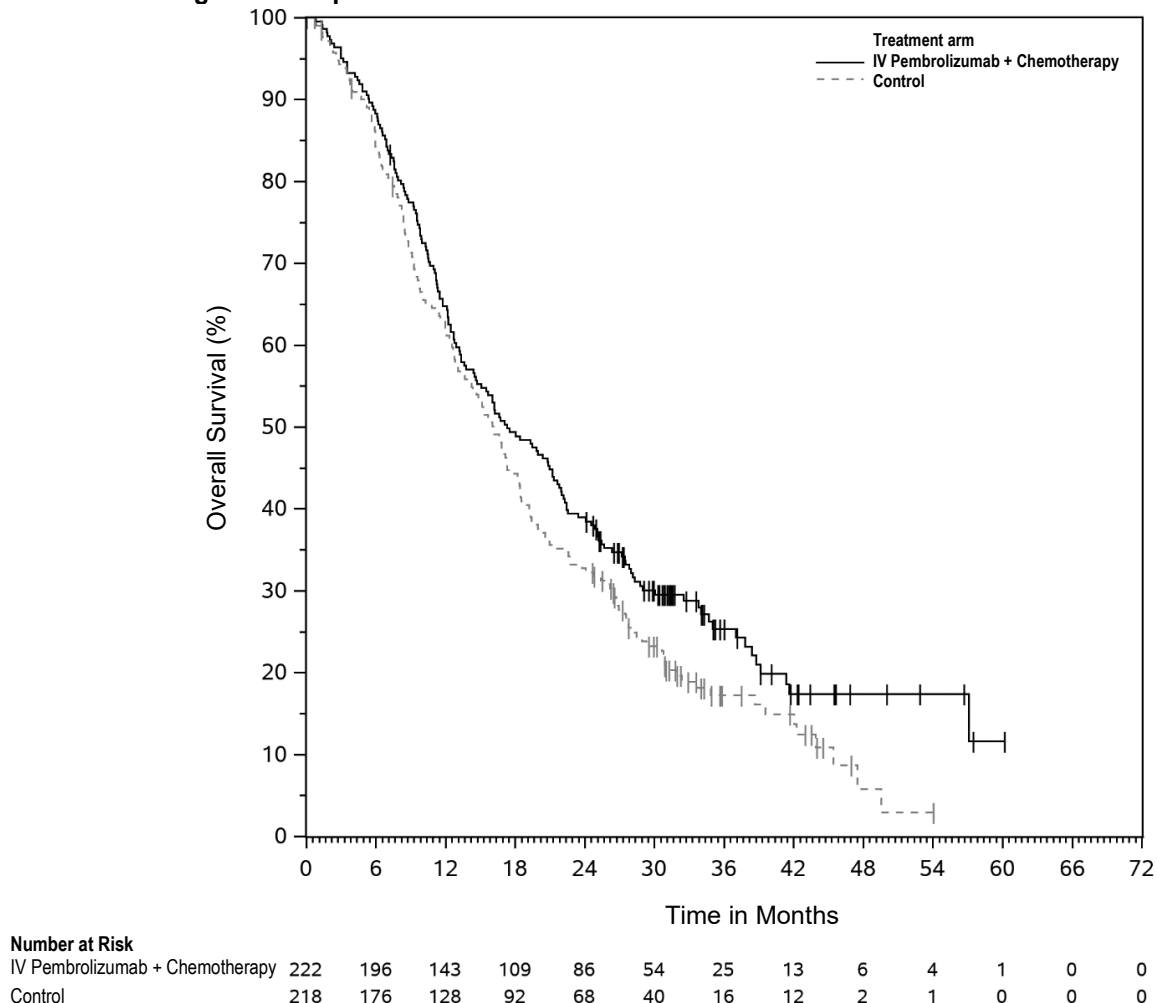 Treatment arm
IV Pembrolizumab + Chemotherapy
Control
100
90
80
70
60
50
40
30
20
10
0
Overall Survival (%)
0 6 12 18 24 30 36 42 48 54 60 66 72
Time in Months
Number at Risk
IV Pembrolizumab + Chemotherapy 222 196 143 109 86 54 25 13 6 4 1 0 0
Control 218 176 128 92 68 40 16 12 2 1 0 0 0